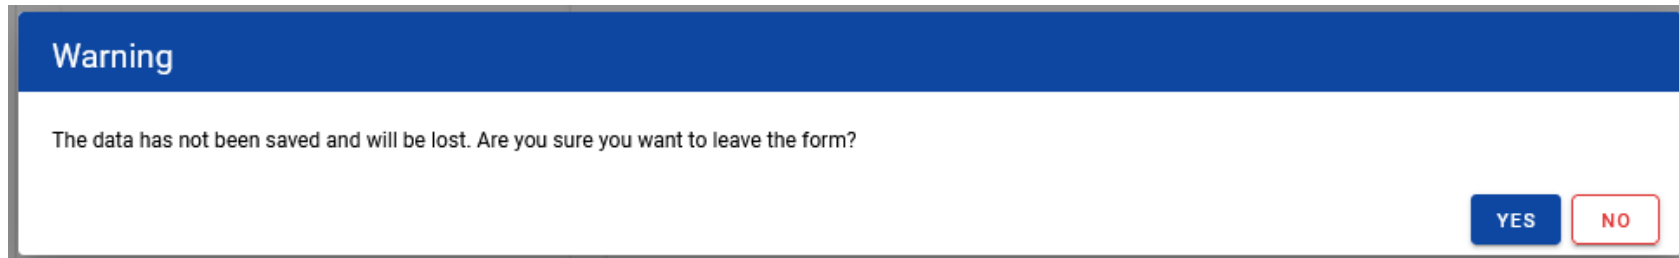 Warning
The data has not been saved and will be lost. Are you sure you want to leave the form?
YES NO